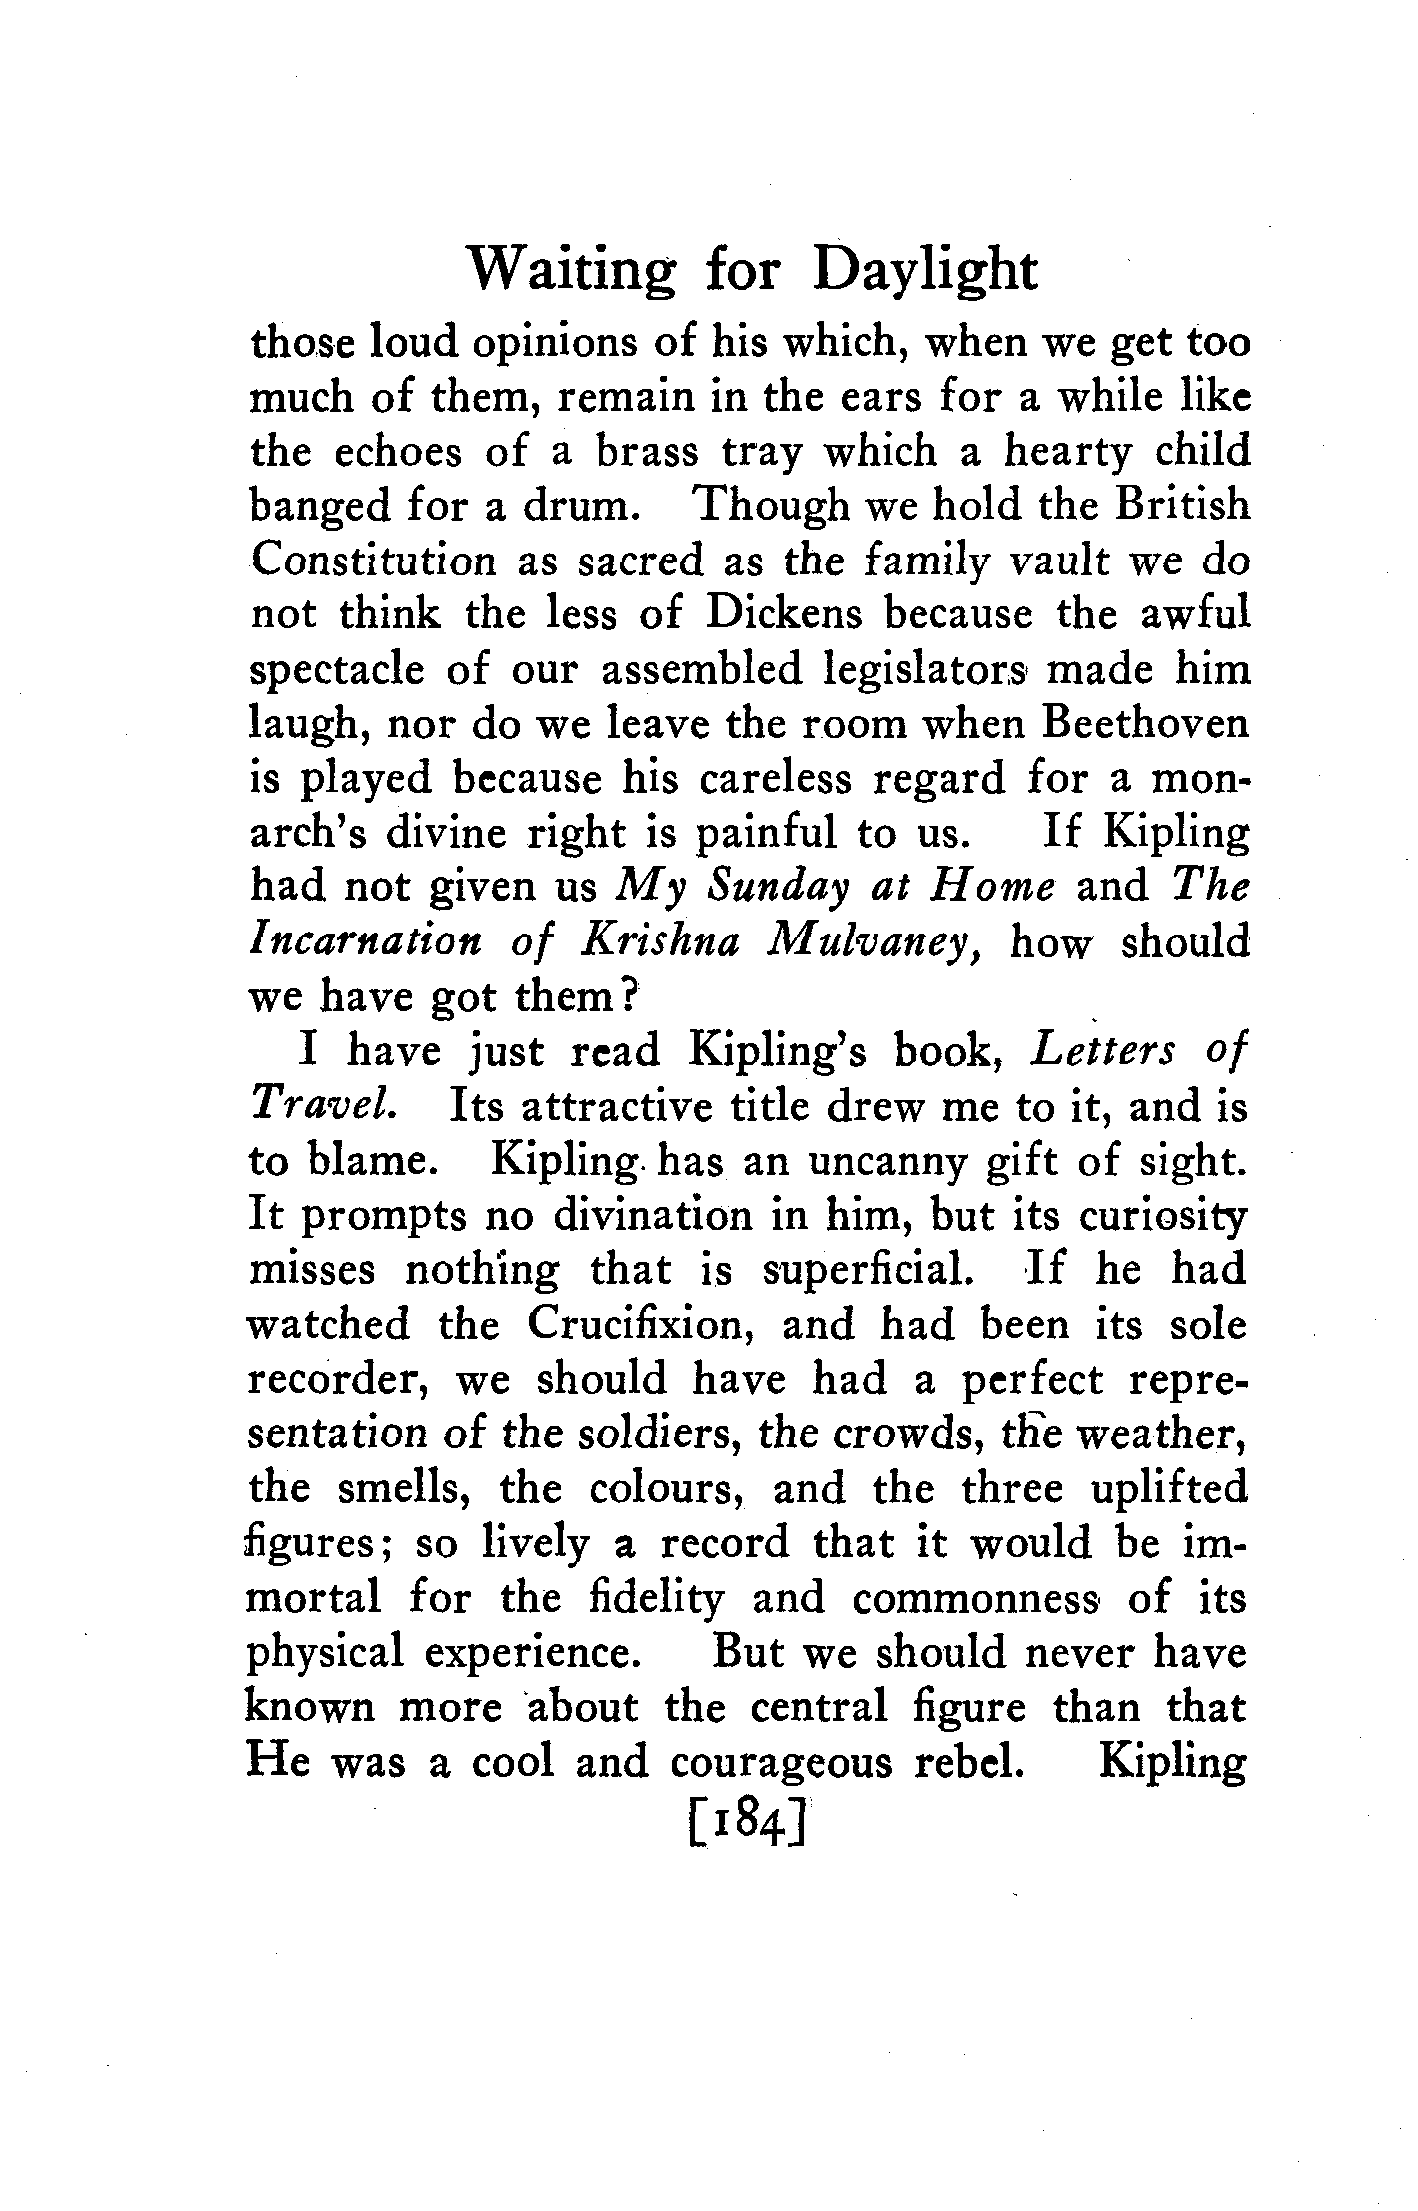 Waiting for Daylight
those loud opinions of his which, when we get too
much of them, remain in the ears for a while like
the echoes of a brass tray which a hearty child
banged for a drum. Though we hold the British
Constitution as sacred as the family vault we do
not think the less of Dickens because the awful
spectacle of our assembled legislators made him
laugh, nor do we leave the room when Beethoven
is played because his careless regard for a mon-
arch's divine right is painful to us. If Kipling
had not given us My Sunday at Home and The
Incarnation of Krishna Mulvaney, how should
we have got them?
I have just read Kipling's book, Letters of
Travel. Its attractive title drew me to it, and is
to blame. Kipling has an uncanny gift of sight.
It prompts no divination in him, but its curiosity
misses nothing that is superficial. If he had
watched the Crucifixion, and had been its sole
recorder, we should have had a perfect repre-
sentation of the soldiers, the crowds, the weather,
the smells, the colours, and the three uplifted
figures; so lively a record that it would be im-
mortal for the fidelity and commonness of its
physical experience. But we should never have
known more about the central figure than that
He was a cool and courageous rebel. Kipling
[184]